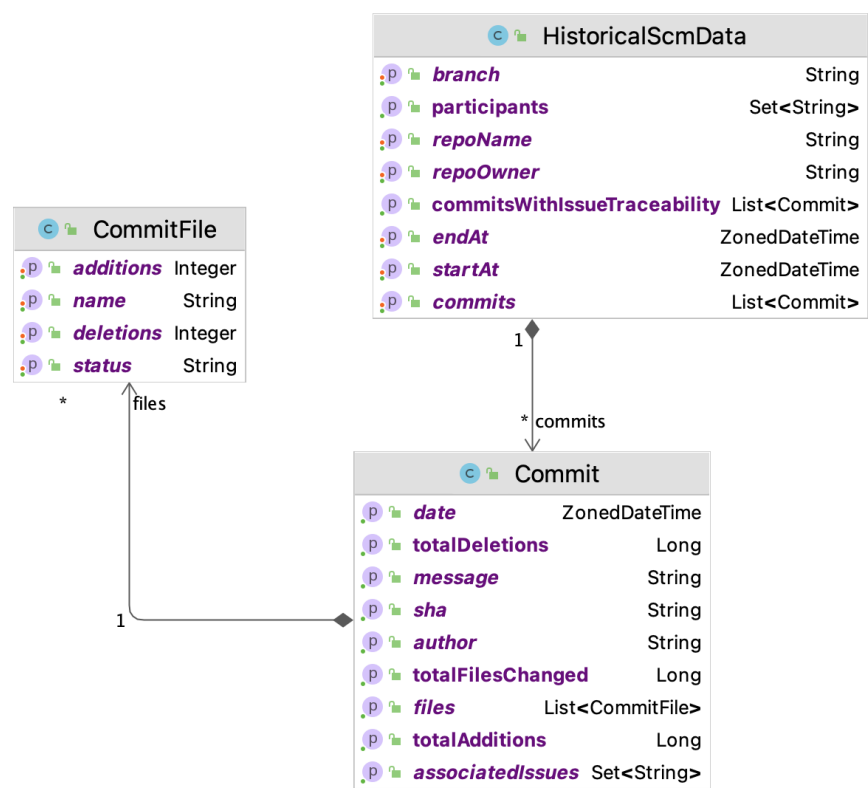 HistoricalScmData
branch String
participants Set<String>
repoName String
repoOwner String
commitsWithIssueTraceability List<Commit>
endAt ZonedDateTime
startAt ZonedDateTime
commits List<Commit>
CommitFile
additions Integer
name String
deletions Integer
status String
1
* files
* commits
1
Commit
date ZonedDateTime
totalDeletions Long
message String
sha String
author String
totalFilesChanged Long
files List<CommitFile>
totalAdditions Long
associatedIssues Set<String>